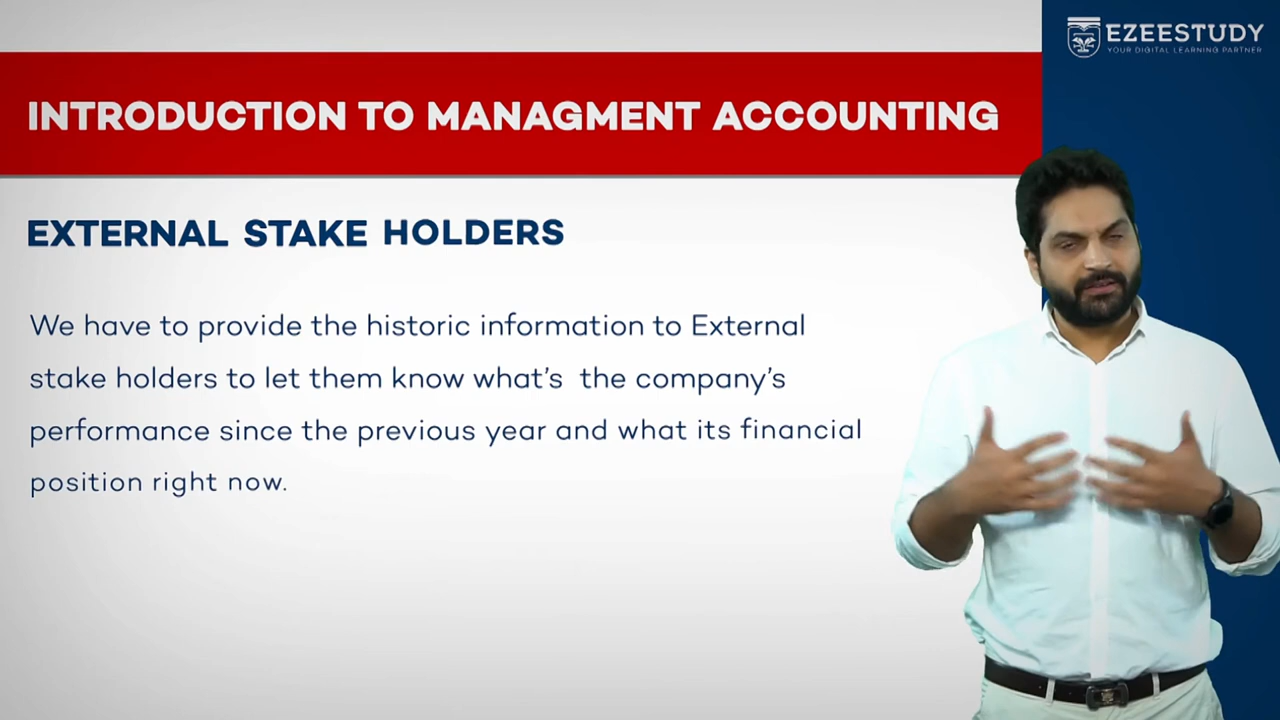 EZEESTUDY
YOUR DIGITAL LEARNING PARTNER
INTRODUCTION TO MANAGMENT ACCOUNTING
EXTERNAL STAKE HOLDERS
We have to provide the historic information to External
stake holders to let them know what's the company's
performance since the previous year and what its financial
position right now.